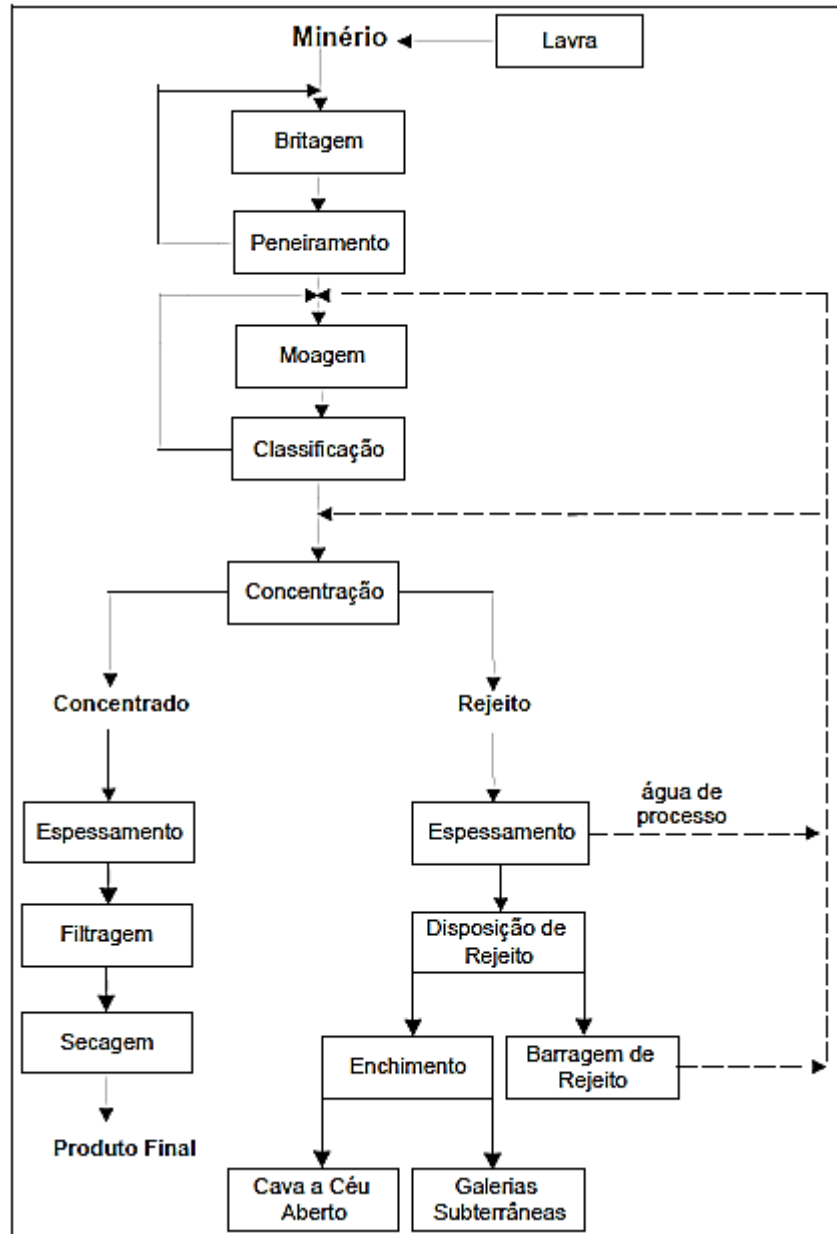 Minério
Lavra
Britagem
Peneiramento
Moagem
Classificação
Concentração
Concentrado
Rejeito
Espessamento
Espessamento
água de
processo
Filtragem
Disposição de
Rejeito
Secagem
Enchimento
Barragem de
Rejeito
Produto Final
Cava a Céu
Aberto
Galerias
Subterrâneas